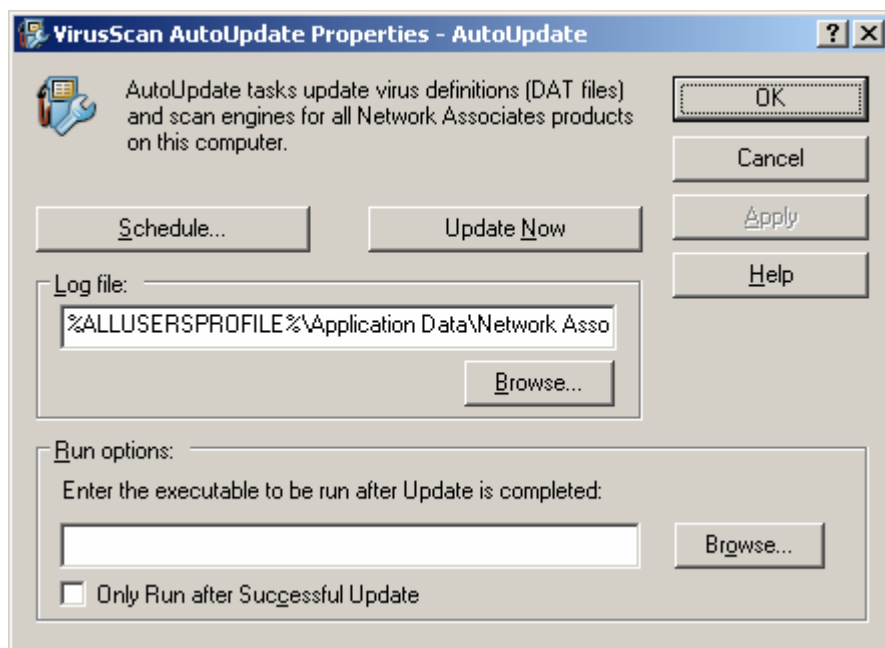 VirusScan AutoUpdate Properties - AutoUpdate
AutoUpdate tasks update virus definitions (DAT files)
and scan engines for all Network Associates products
on this computer.
OK
Cancel
Schedule...
Update Now
Apply
Help
Log file:
%ALLUSERSPROFILE%\Application Data\Network Asso
Browse...
Run options:
Enter the executable to be run after Update is completed:
Browse...
Only Run after Successful Update